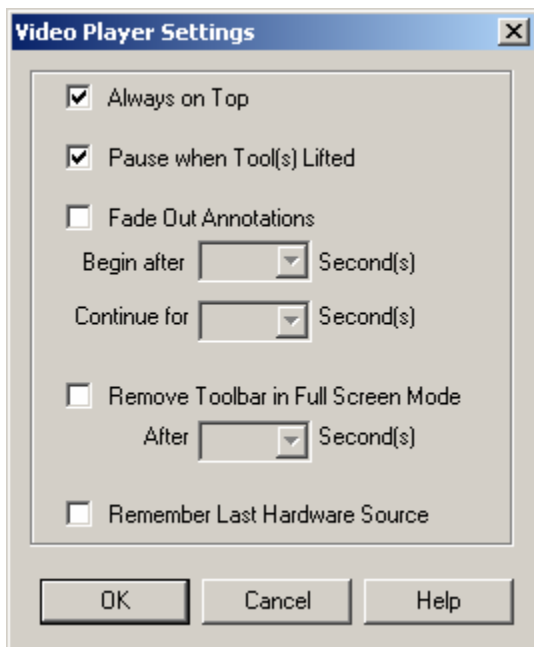 Video Player Settings
Always on Top
Pause when Tool(s) Lifted
Fade Out Annotations
Begin after Second(s)
Continue for Second(s)
Remove Toolbar in Full Screen Mode
After Second(s)
Remember Last Hardware Source
OK Cancel Help